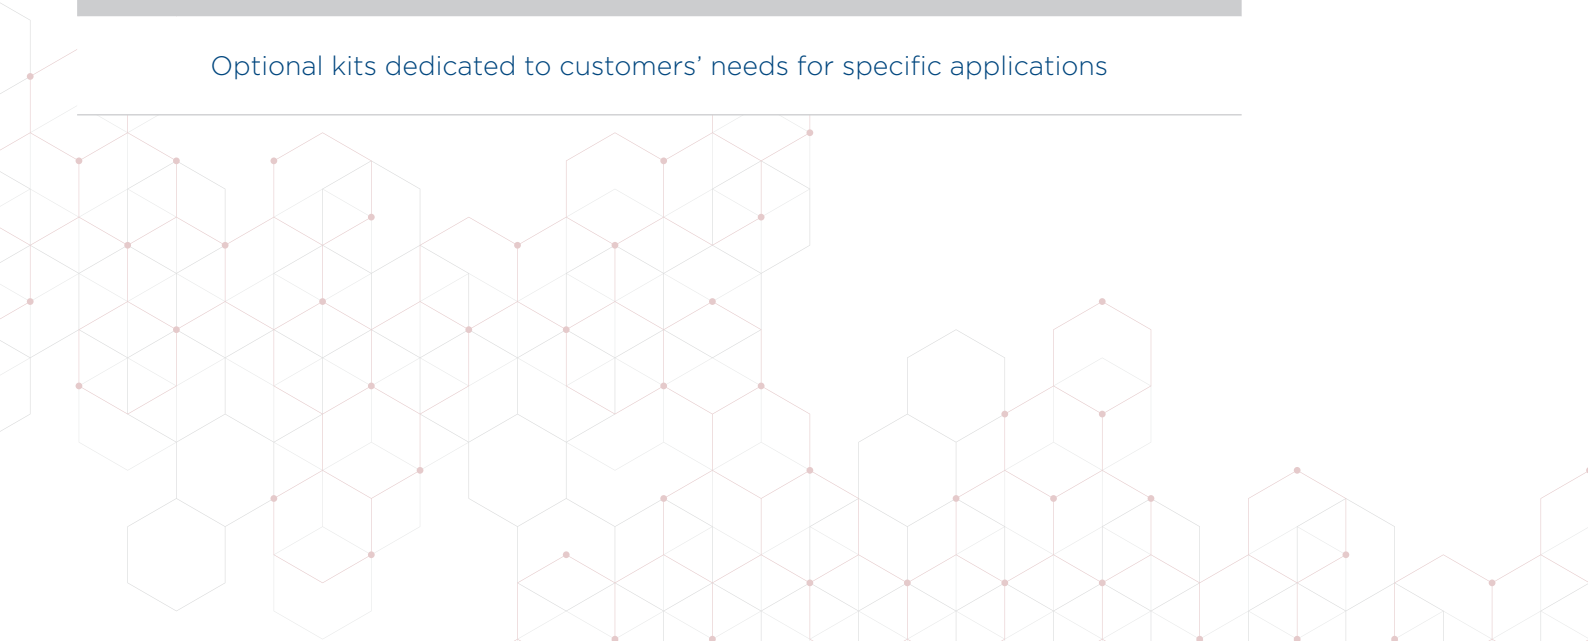 Optional kits dedicated to customers’ needs for specific applications